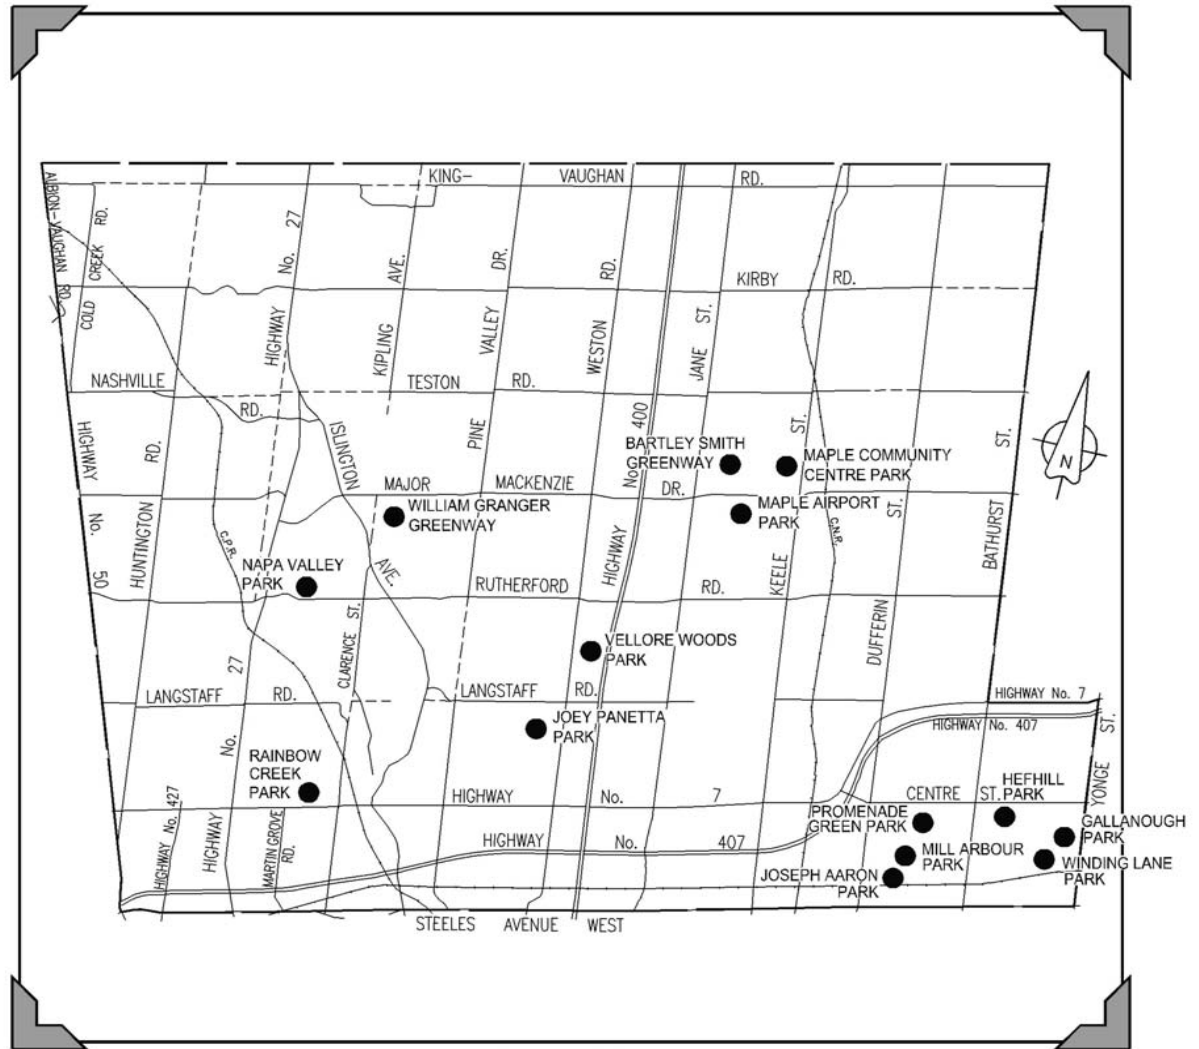 KING-
VAUGHAN
RD.
ALBION-VAUGHAN RD.
COLD CREEK RD.
HIGHWAY No. 27
KIPLING AVE.
PINE VALLEY DR.
WESTON RD.
JANE ST.
KIRBY
RD.
NASHVILLE
RD.
TESTON
RD.
HIGHWAY No. 50
HUNTINGTON RD.
ISLINGTON AVE.
HIGHWAY No. 400
KEELE ST.
DUFFERIN ST.
BATHURST ST.
N
BARTLEY SMITH
GREENWAY
MAPLE COMMUNITY
CENTRE PARK
MAJOR
MACKENZIE
DR.
MAPLE AIRPORT
PARK
WILLIAM GRANGER
GREENWAY
C.P.R.
C.N.R.
NAPA VALLEY
PARK
RUTHERFORD
RD.
CLARENCE ST.
VELLORE WOODS
PARK
LANGSTAFF
RD.
LANGSTAFF
RD.
HIGHWAY No. 7
HIGHWAY No. 407
YONGE ST.
JOEY PANETTA
PARK
HIGHWAY No. 27
RAINBOW
CREEK
PARK
HIGHWAY
No.
7
CENTRE
ST.
HEFHILL
PARK
PROMENADE
GREEN PARK
GALLANOUGH
PARK
HIGHWAY No. 427
MARTIN GROVE
RD.
HIGHWAY
No.
407
MILL ARBOUR
PARK
WINDING LANE
PARK
JOSEPH AARON
PARK
STEELES
AVENUE
WEST